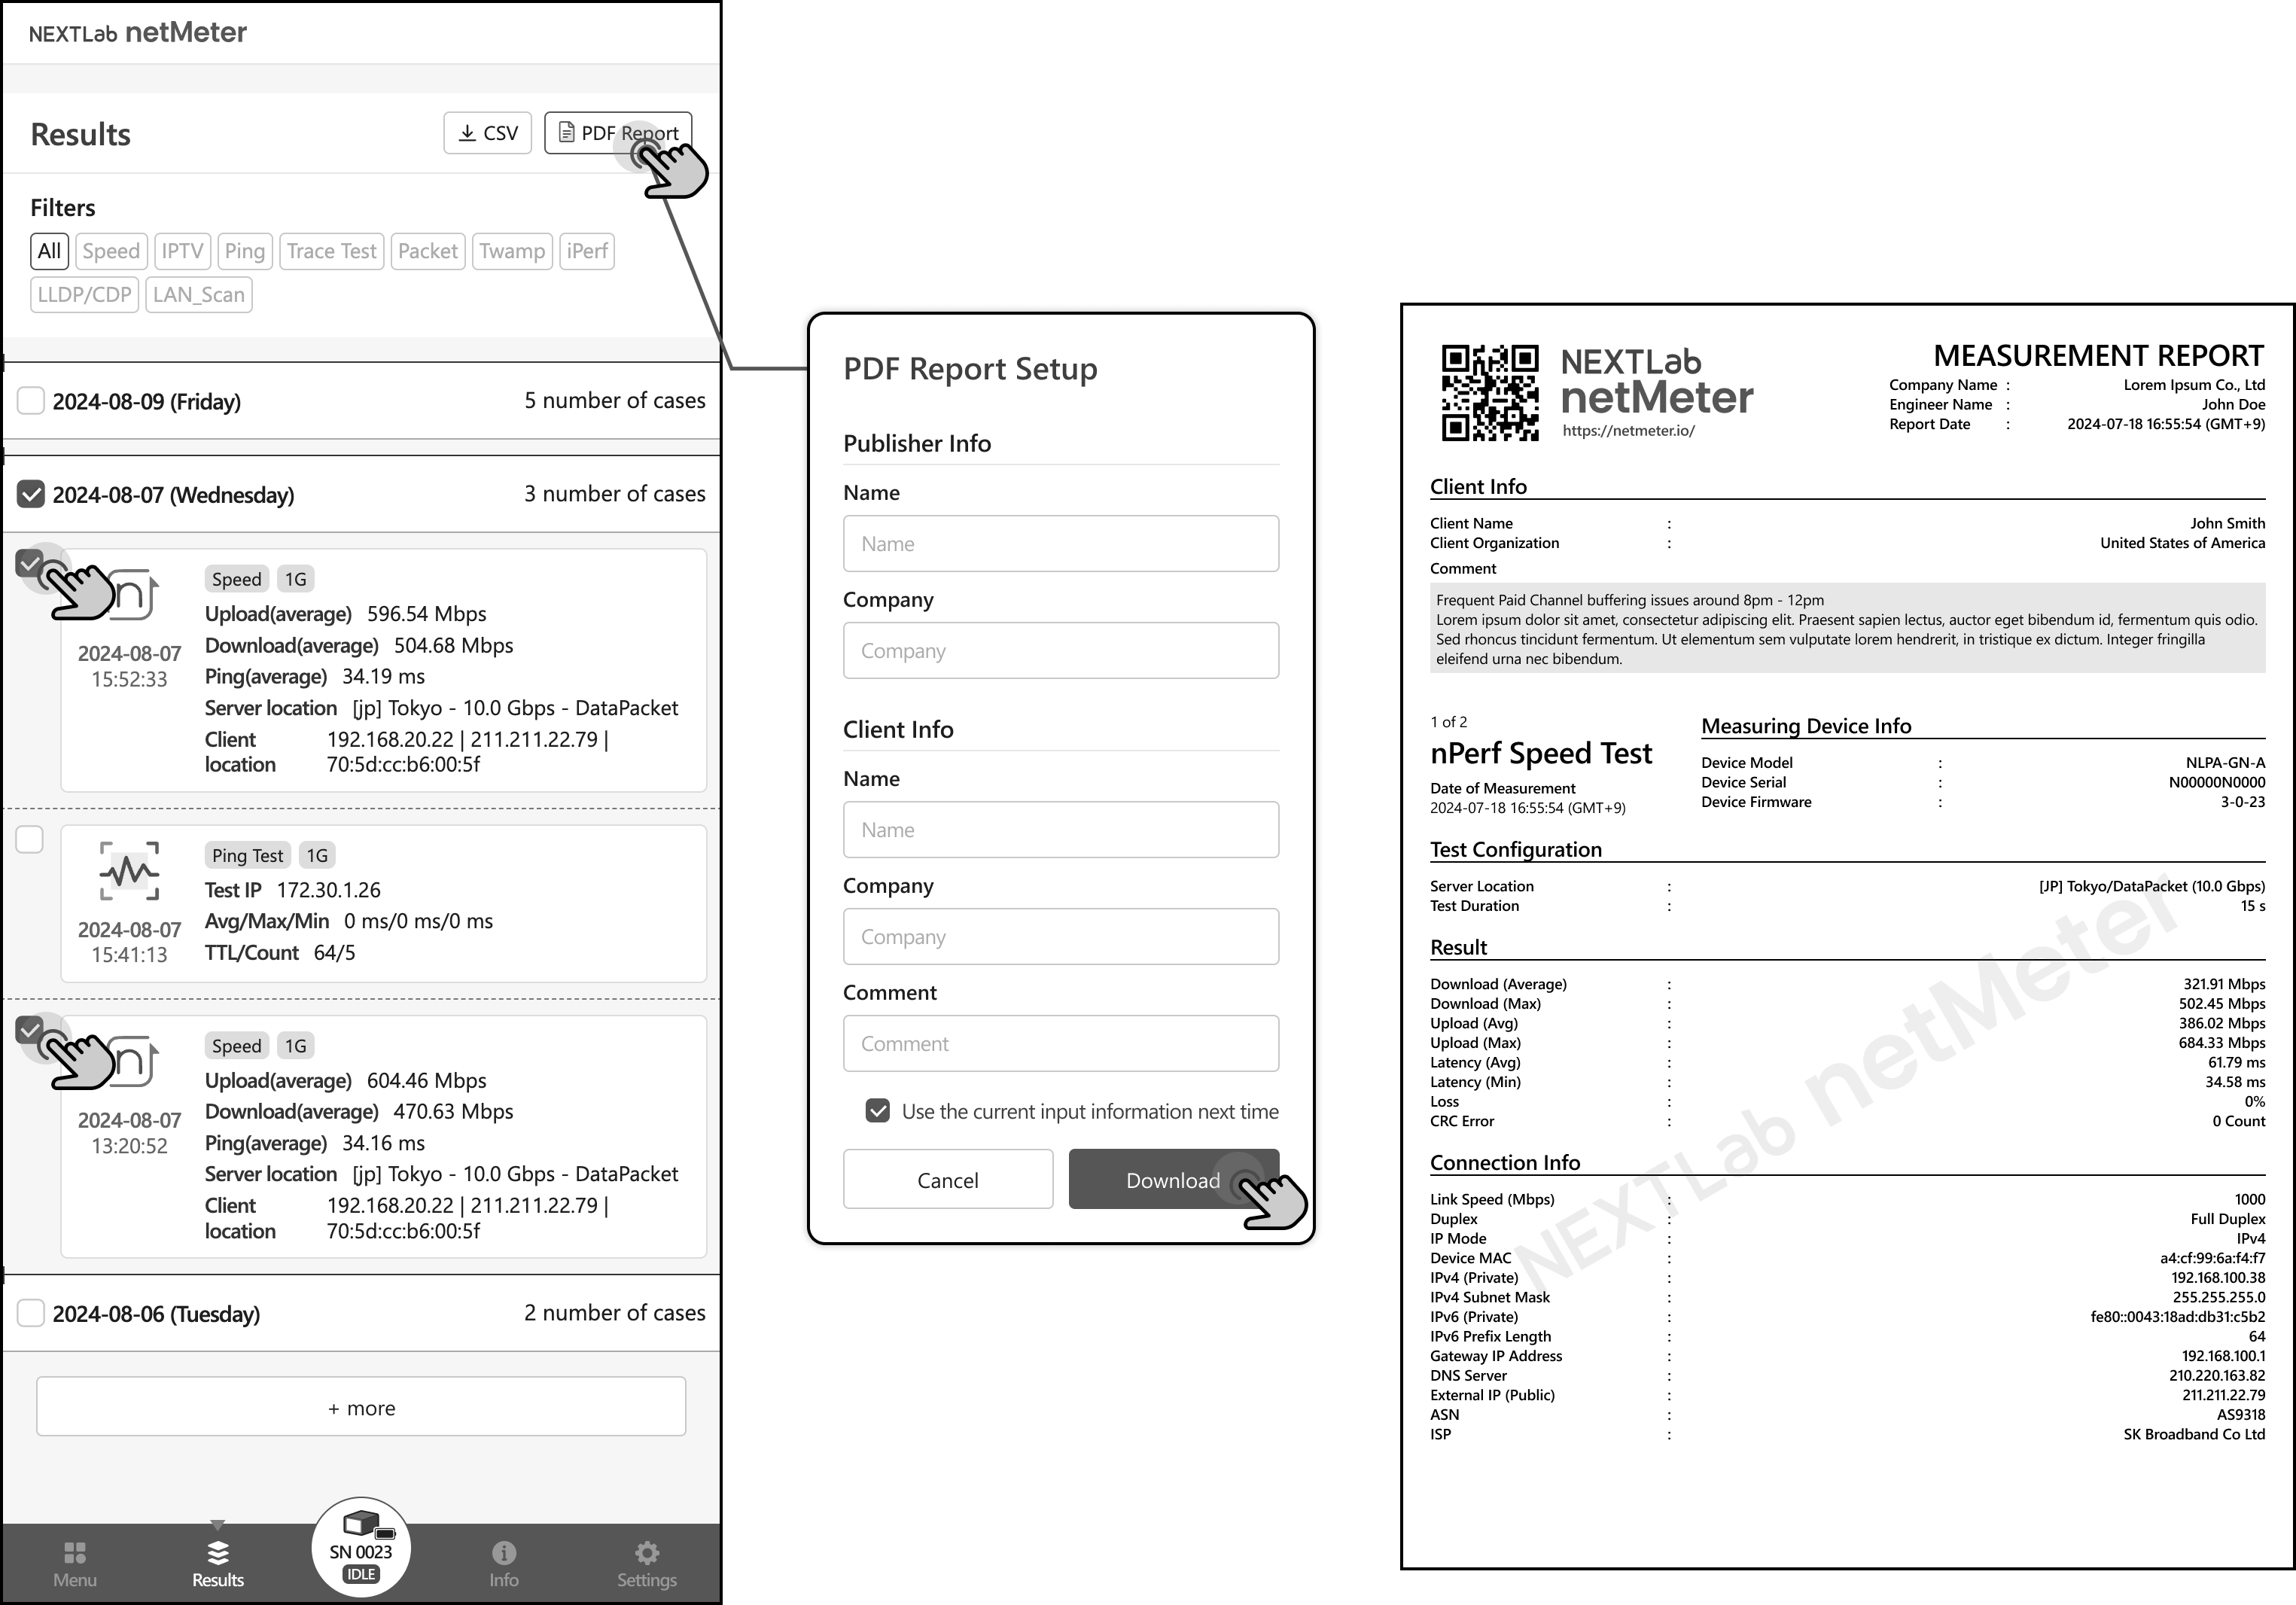 NEXTLab netMeter
Results
CSV
PDF Report
Filters
All Speed IPTV Ping Trace Test Packet Twamp iPerf
LLDP/CDP LAN_Scan
2024-08-09 (Friday) 5 number of cases
2024-08-07 (Wednesday) 3 number of cases
2024-08-07
15:52:33
Speed 1G
Upload(average) 596.54 Mbps
Download(average) 504.68 Mbps
Ping(average) 34.19 ms
Server location [jp] Tokyo - 10.0 Gbps - DataPacket
Client location 192.168.20.22 | 211.211.22.79 |
70:5d:cc:b6:00:5f
2024-08-07
15:41:13
Ping Test 1G
Test IP 172.30.1.26
Avg/Max/Min 0 ms/0 ms/0 ms
TTL/Count 64/5
2024-08-07
13:20:52
Speed 1G
Upload(average) 604.46 Mbps
Download(average) 470.63 Mbps
Ping(average) 34.16 ms
Server location [jp] Tokyo - 10.0 Gbps - DataPacket
Client location 192.168.20.22 | 211.211.22.79 |
70:5d:cc:b6:00:5f
2024-08-06 (Tuesday) 2 number of cases
+ more
Menu
Results
SN 0023
IDLE
Info
Settings
PDF Report Setup
Publisher Info
Name
Name
Company
Company
Client Info
Name
Name
Company
Company
Comment
Comment
Use the current input information next time
Cancel
Download
NEXTLab
netMeter
https://netmeter.io/
MEASUREMENT REPORT
Company Name : Lorem Ipsum Co., Ltd
Engineer Name : John Doe
Report Date : 2024-07-18 16:55:54 (GMT+9)
Client Info
Client Name : John Smith
Client Organization : United States of America
Comment
Frequent Paid Channel buffering issues around 8pm - 12pm
Lorem ipsum dolor sit amet, consectetur adipiscing elit. Praesent sapien lectus, auctor eget bibendum id, fermentum quis odio.
Sed rhoncus tincidunt fermentum. Ut elementum sem vulputate lorem hendrerit, in tristique ex dictum. Integer fringilla
eleifend urna nec bibendum.
1 of 2
nPerf Speed Test
Date of Measurement
2024-07-18 16:55:54 (GMT+9)
Measuring Device Info
Device Model : NLPA-GN-A
Device Serial : N00000N0000
Device Firmware : 3-0-23
Test Configuration
Server Location : [JP] Tokyo/DataPacket (10.0 Gbps)
Test Duration : 15 s
Result
Download (Average) : 321.91 Mbps
Download (Max) : 502.45 Mbps
Upload (Avg) : 386.02 Mbps
Upload (Max) : 684.33 Mbps
Latency (Avg) : 61.79 ms
Latency (Min) : 34.58 ms
Loss : 0%
CRC Error : 0 Count
Connection Info
Link Speed (Mbps) : 1000
Duplex : Full Duplex
IP Mode : IPv4
Device MAC : a4:cf:99:6a:f4:f7
IPv4 (Private) : 192.168.100.38
IPv4 Subnet Mask : 255.255.255.0
IPv6 (Private) : fe80::0043:18ad:db31:c5b2
IPv6 Prefix Length : 64
Gateway IP Address : 192.168.100.1
DNS Server : 210.220.163.82
External IP (Public) : 211.211.22.79
ASN : AS9318
ISP : SK Broadband Co Ltd
NEXTLab netMeter